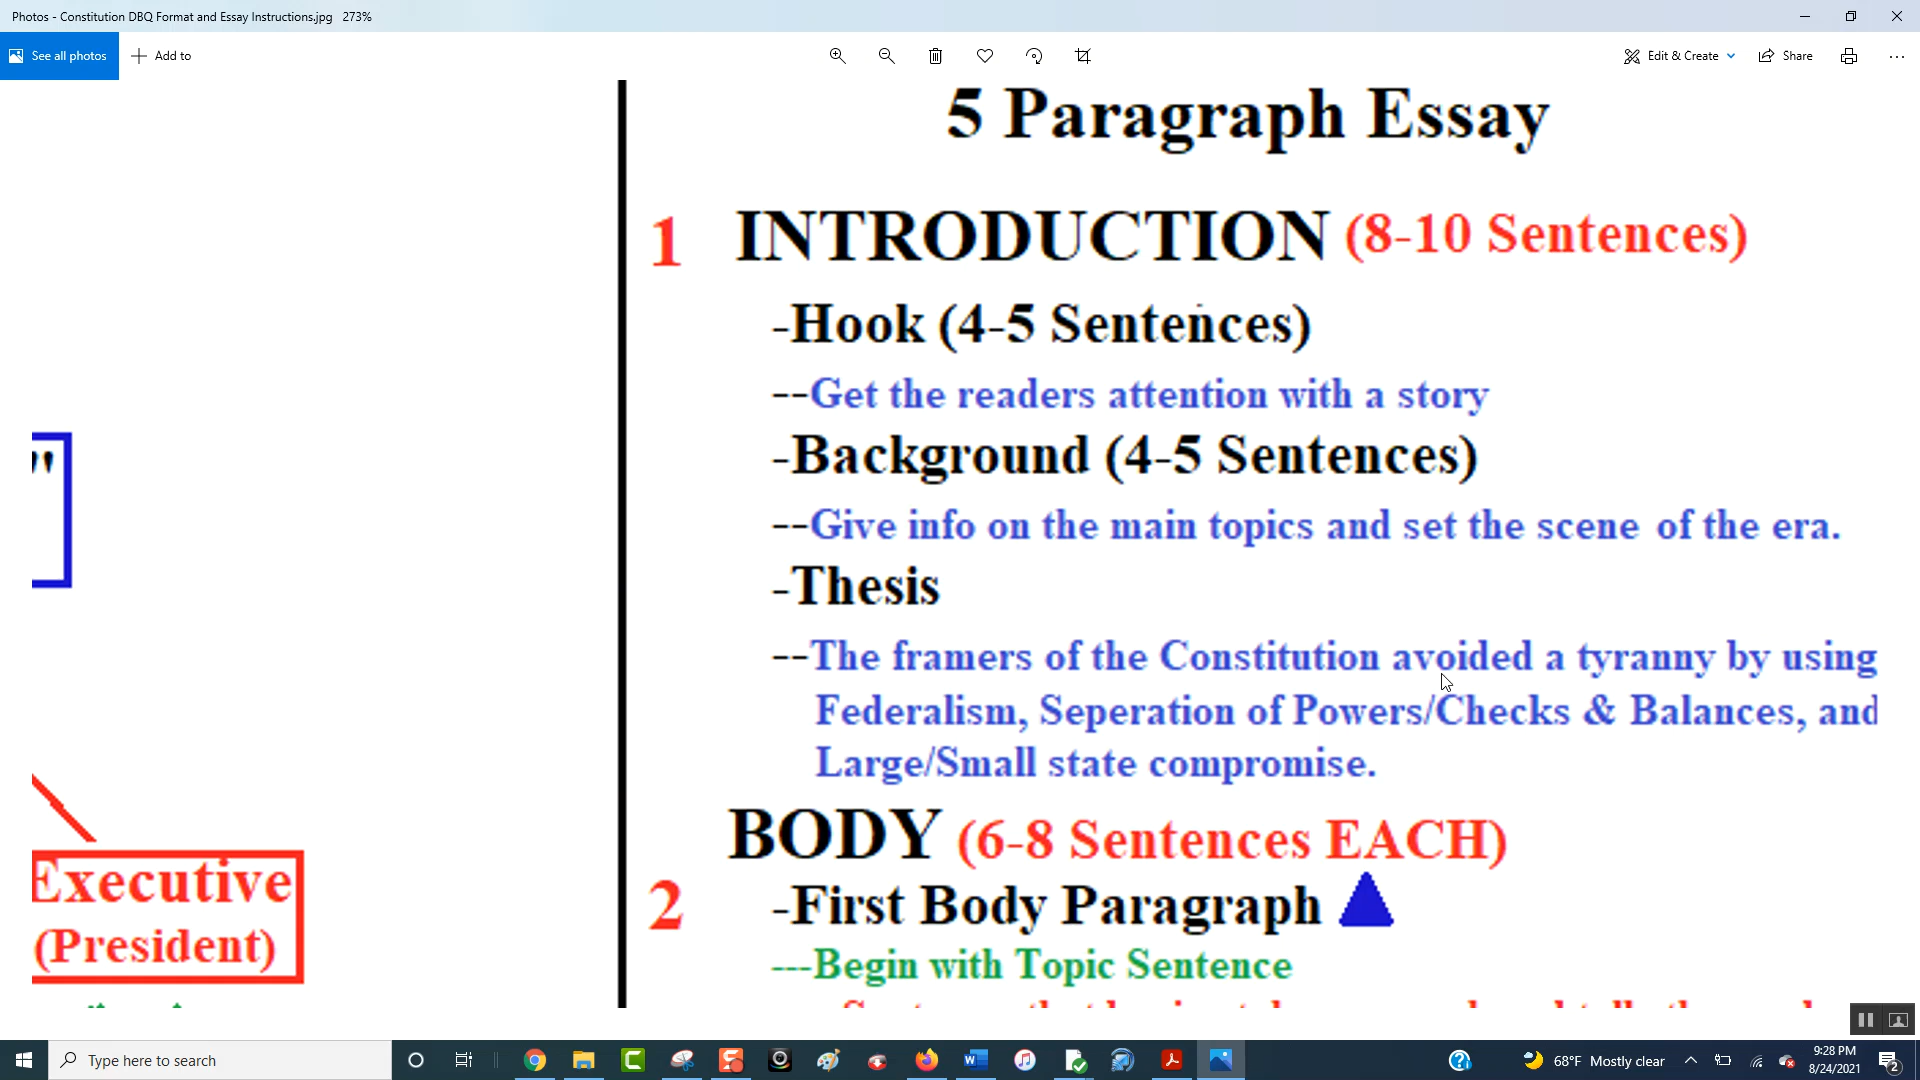 Photos - Constitution DBQ Format and Essay Instructions.jpg 273%
See all photos
Add to
Edit & Create
Share
5 Paragraph Essay
1 INTRODUCTION (8-10 Sentences)
-Hook (4-5 Sentences)
--Get the readers attention with a story
-Background (4-5 Sentences)
--Give info on the main topics and set the scene of the era.
-Thesis
--The framers of the Constitution avoided a tyranny by using
Federalism, Seperation of Powers/Checks & Balances, and
Large/Small state compromise.
BODY (6-8 Sentences EACH)
2 -First Body Paragraph
---Begin with Topic Sentence
"
Executive
(President)
Type here to search
68°F Mostly clear
9:28 PM
8/24/2021
2